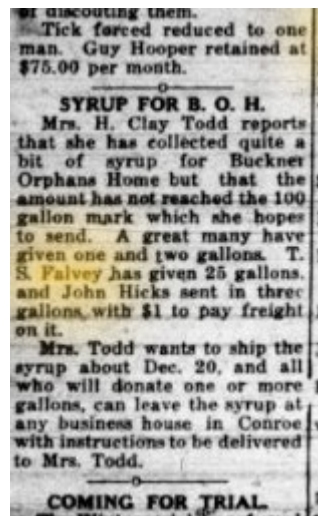 of discouting them.
Tick forced reduced to one
man. Guy Hooper retained at
$75.00 per month.
SYRUP FOR B. O. H.
Mrs. H. Clay Todd reports
that she has collected quite a
bit of syrup for Buckner
Orphans Home but that the
amount has not reached the 100
gallon mark which she hopes
to send. A great many have
given one and two gallons. T.
S. Falvey has given 25 gallons.
and John Hicks sent in three
gallons, with $1 to pay freight
on it.
Mrs. Todd wants to ship the
syrup about Dec. 20, and all
who will donate one or more
gallons, can leave the syrup at
any business house in Conroe
with instructions to be delivered
to Mrs. Todd.
COMING FOR TRIAL